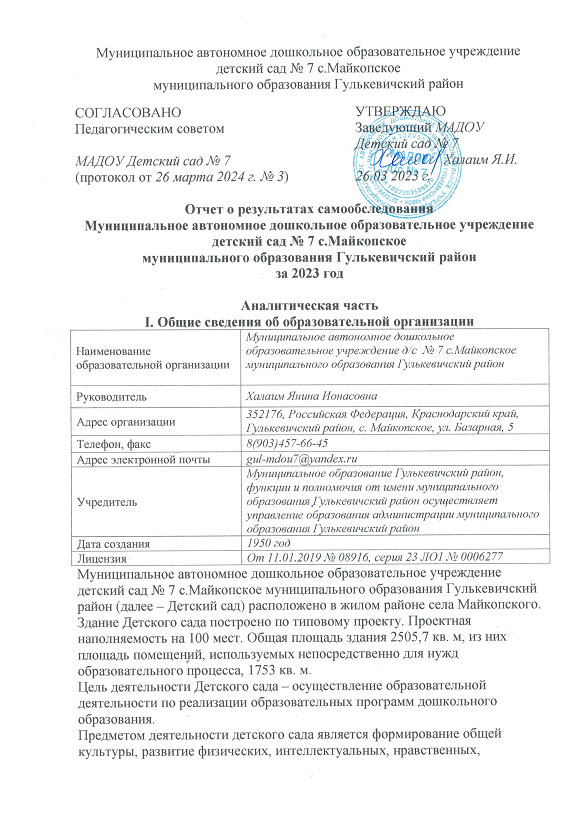 Муниципальное автономное дошкольное образовательное учреждение
детский сад № 7 с.Майкопское
муниципального образования Гулькевичский район
СОГЛАСОВАНО
Педагогическим советом
МАДОУ Детский сад № 7
(протокол от 26 марта 2024 г. № 3)
УТВЕРЖДАЮ
Заведующий МАДОУ
Детский сад № 7
Халаим Я.И.
26.03 2023 г.
Отчет о результатах самообследования
Муниципальное автономное дошкольное образовательное учреждение
детский сад № 7 с.Майкопское
муниципального образования Гулькевичский район
за 2023 год
Аналитическая часть
I. Общие сведения об образовательной организации
Наименование
образовательной организации
Муниципальное автономное дошкольное
образовательное учреждение д/с № 7 с.Майкопское
муниципального образования Гулькевичский район
Руководитель
Халаим Янина Ионасовна
Адрес организации
352176, Российская Федерация, Краснодарский край,
Гулькевичский район, с. Майкопское, ул. Базарная, 5
Телефон, факс
8(903)457-66-45
Адрес электронной почты
gul-mdou7@yandex.ru
Учредитель
Муниципальное образование Гулькевичский район,
функции и полномочия от имени муниципального
образования Гулькевичский район осуществляет
управление образования администрации муниципального
образования Гулькевичский район
Дата создания
1950 год
Лицензия
От 11.01.2019 № 08916, серия 23 ЛО1 № 0006277
Муниципальное автономное дошкольное образовательное учреждение
детский сад № 7 с.Майкопское муниципального образования Гулькевичский
район (далее – Детский сад) расположено в жилом районе села Майкопского.
Здание Детского сада построено по типовому проекту. Проектная
наполняемость на 100 мест. Общая площадь здания 2505,7 кв. м, из них
площадь помещений, используемых непосредственно для нужд
образовательного процесса, 1753 кв. м.
Цель деятельности Детского сада – осуществление образовательной
деятельности по реализации образовательных программ дошкольного
образования.
Предметом деятельности детского сада является формирование общей
культуры, развитие физических, интеллектуальных, нравственных,